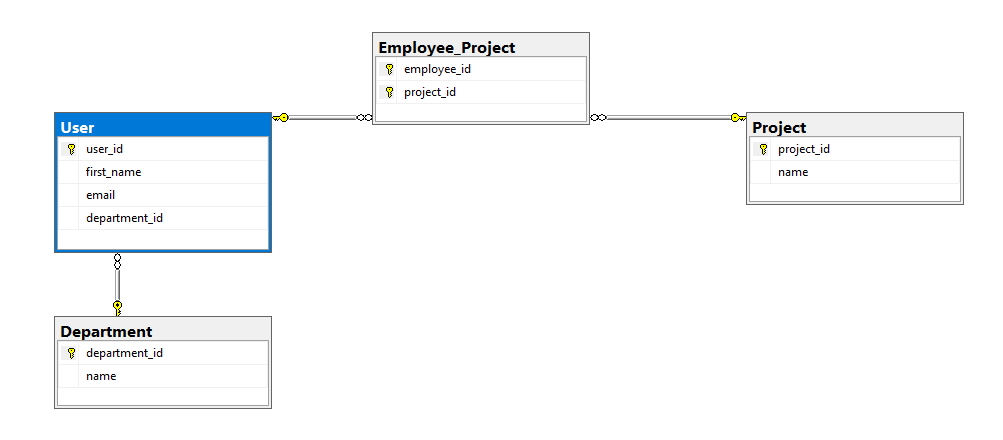 Employee_Project
employee_id
project_id
User
user_id
first_name
email
department_id
Project
project_id
name
Department
department_id
name